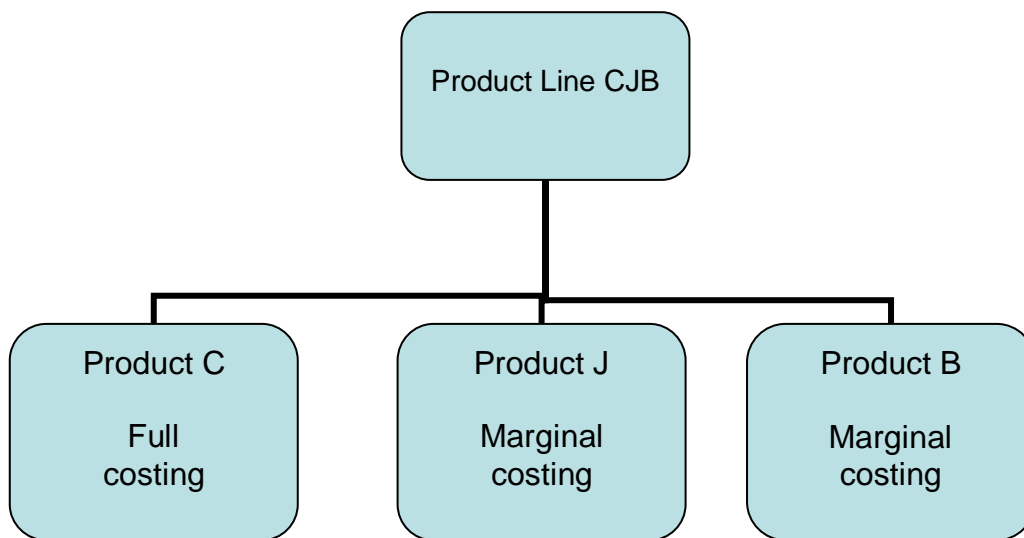 Product Line CJB
Product C
Full
costing
Product J
Marginal
costing
Product B
Marginal
costing